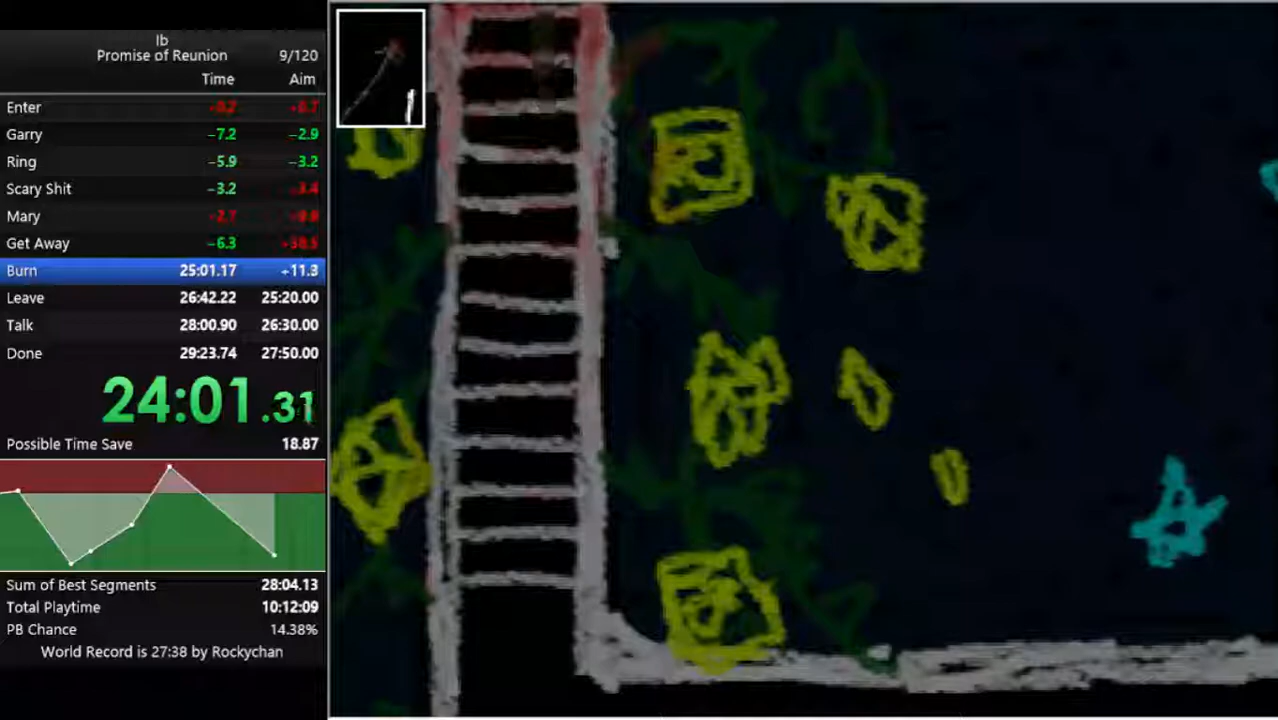 Ib
Promise of Reunion 9/120
Time Aim
Enter -0.2 +0.7
Garry -7.2 -2.9
Ring -5.9 -3.2
Scary Shit -3.2
Mary
Get Away -6.3
Burn 25:01.17
Leave 26:42.22 25:20.00
Talk 28:00.90 26:30.00
Done 29:23.74 27:50.00
24:01.31
Possible Time Save 18.87
Sum of Best Segments 28:04.13
Total Playtime 10:12:09
PB Chance 14.38%
World Record is 27:38 by Rockychan